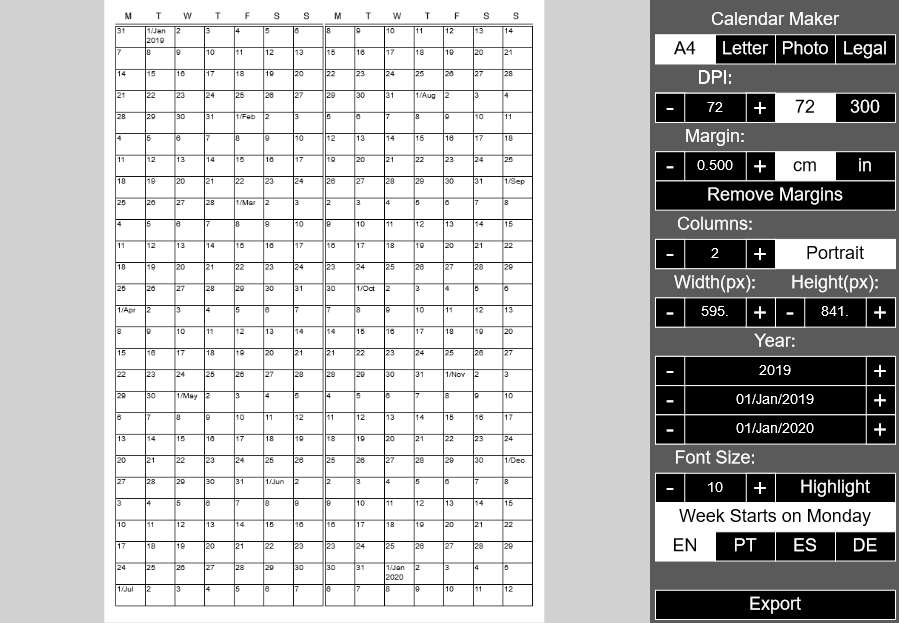 M T W T F S S
31 1/Jan 2 3 4 5 6
2019
7 8 9 10 11 12 13
14 15 16 17 18 19 20
21 22 23 24 25 26 27
28 29 30 31 1/Feb 2 3
4 5 6 7 8 9 10
11 12 13 14 15 16 17
18 19 20 21 22 23 24
25 26 27 28 1/Mar 2 3
4 5 6 7 8 9 10
11 12 13 14 15 16 17
18 19 20 21 22 23 24
25 26 27 28 29 30 31
1/Apr 2 3 4 5 6 7
8 9 10 11 12 13 14
15 16 17 18 19 20 21
22 23 24 25 26 27 28
29 30 1/May 2 3 4 5
6 7 8 9 10 11 12
13 14 15 16 17 18 19
20 21 22 23 24 25 26
27 28 29 30 31 1/Jun 2
3 4 5 6 7 8 9
10 11 12 13 14 15 16
17 18 19 20 21 22 23
24 25 26 27 28 29 30
1/Jul 2 3 4 5 6 7
M T W T F S S
8 9 10 11 12 13 14
15 16 17 18 19 20 21
22 23 24 25 26 27 28
29 30 31 1/Aug 2 3 4
5 6 7 8 9 10 11
12 13 14 15 16 17 18
19 20 21 22 23 24 25
26 27 28 29 30 31 1/Sep
2 3 4 5 6 7 8
9 10 11 12 13 14 15
16 17 18 19 20 21 22
23 24 25 26 27 28 29
30 1/Oct 2 3 4 5 6
7 8 9 10 11 12 13
14 15 16 17 18 19 20
21 22 23 24 25 26 27
28 29 30 31 1/Nov 2 3
4 5 6 7 8 9 10
11 12 13 14 15 16 17
18 19 20 21 22 23 24
25 26 27 28 29 30 1/Dec
2 3 4 5 6 7 8
9 10 11 12 13 14 15
16 17 18 19 20 21 22
23 24 25 26 27 28 29
30 31 1/Jan 2 3 4 5
2020
6 7 8 9 10 11 12
Calendar Maker
A4 Letter Photo Legal
DPI:
- 72 + 72 300
Margin:
- 0.500 + cm in
Remove Margins
Columns:
- 2 + Portrait
Width(px): Height(px):
- 595. + - 841. +
Year:
- 2019 +
- 01/Jan/2019 +
- 01/Jan/2020 +
Font Size:
- 10 + Highlight
Week Starts on Monday
EN PT ES DE
Export